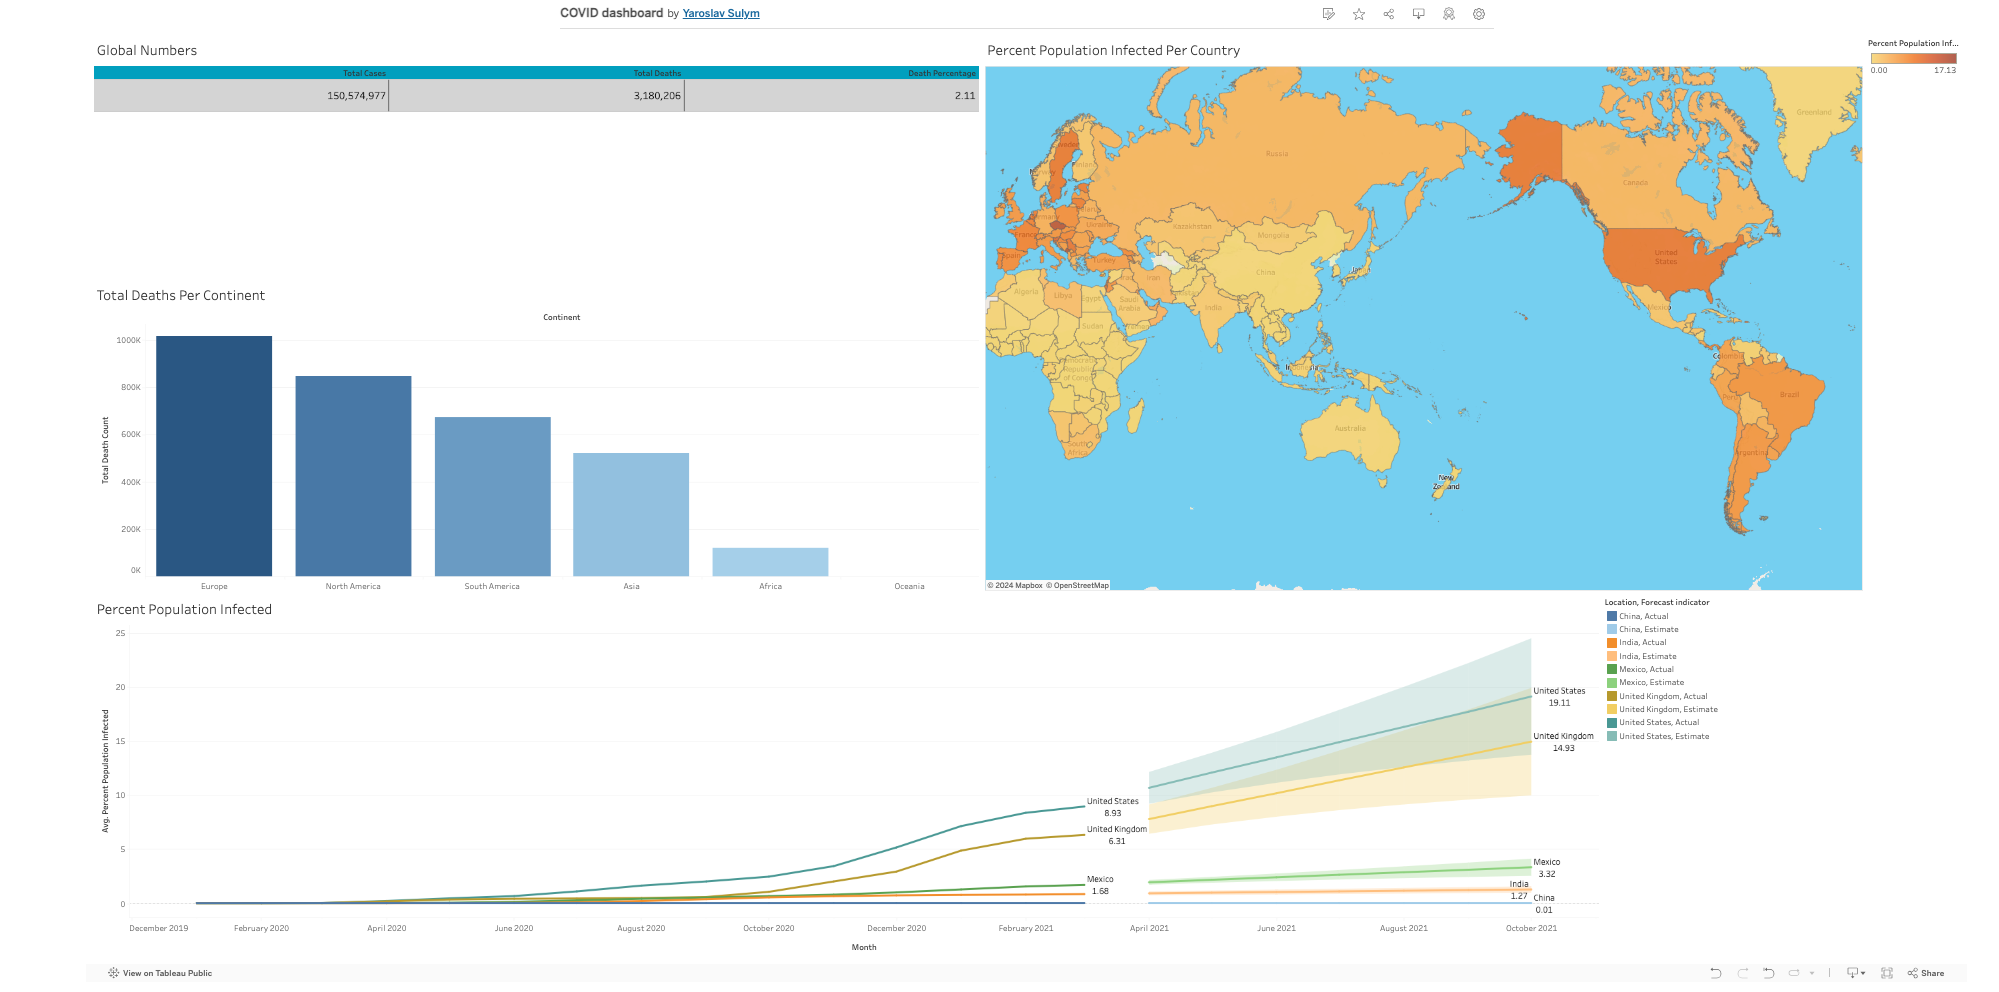 COVID dashboard by Yaroslav Sulym
Global Numbers
Total Cases Total Deaths Death Percentage
150,574,977 3,180,206 2.11
Total Deaths Per Continent
Continent
Total Death Count
1000K
800K
600K
400K
200K
0K
Europe North America South America Asia Africa Oceania
Percent Population Infected Per Country
Percent Population Inf...
0.00 17.13
Greenland
Russia
Canada
Sweden
Finland
Norway
Germany
Ukraine
France
Spain
Turkey
Kazakhstan
Mongolia
China
Japan
United
States
Iraq
Iran
Algeria
Libya
Egypt
Saudi
Arabia
India
Mexico
Sudan
Yemen
Democratic
Republic
of Congo
Indonesia
Colombia
Peru
Brazil
South
Africa
Australia
Argentina
New
Zealand
© 2024 Mapbox © OpenStreetMap
Percent Population Infected
Avg. Percent Population Infected
25
20
15
10
5
0
United States
8.93
United Kingdom
6.31
Mexico
1.68
United States
19.11
United Kingdom
14.93
Mexico
3.32
India
1.27
China
0.01
December 2019 February 2020 April 2020 June 2020 August 2020 October 2020 December 2020 February 2021 April 2021 June 2021 August 2021 October 2021
Month
Location, Forecast indicator
China, Actual
China, Estimate
India, Actual
India, Estimate
Mexico, Actual
Mexico, Estimate
United Kingdom, Actual
United Kingdom, Estimate
United States, Actual
United States, Estimate
View on Tableau Public
Share